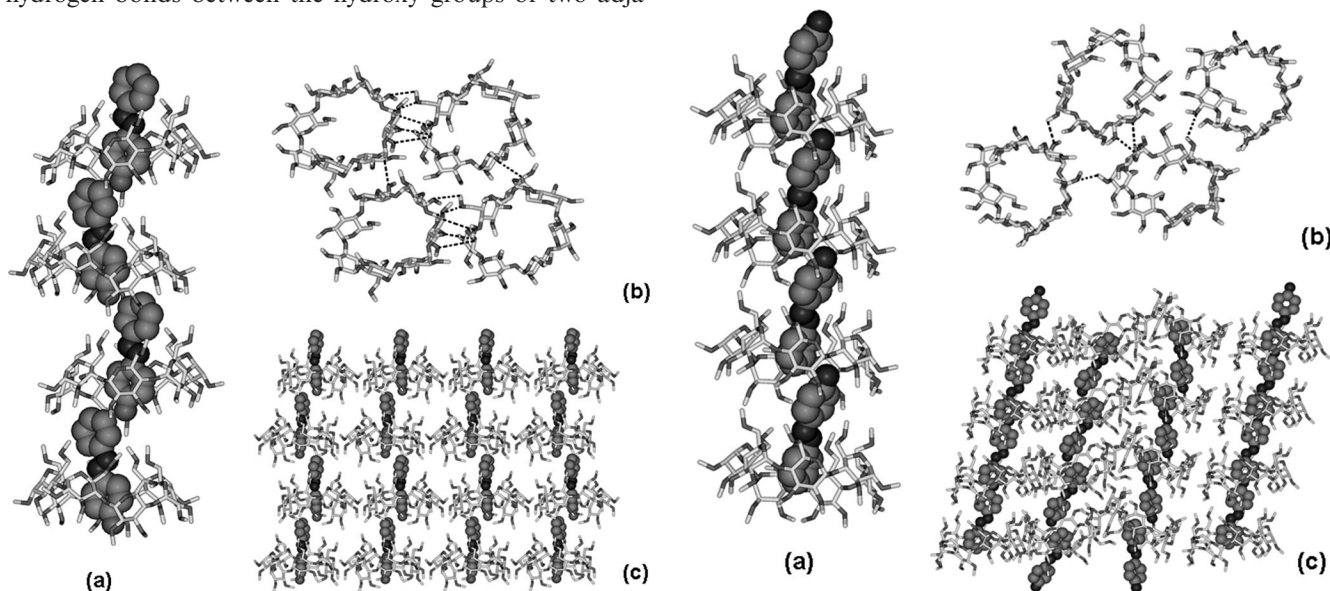 hydrogen bonds between the hydroxy groups of two adja-
(b)
(a)
(c)
(b)
(a)
(c)